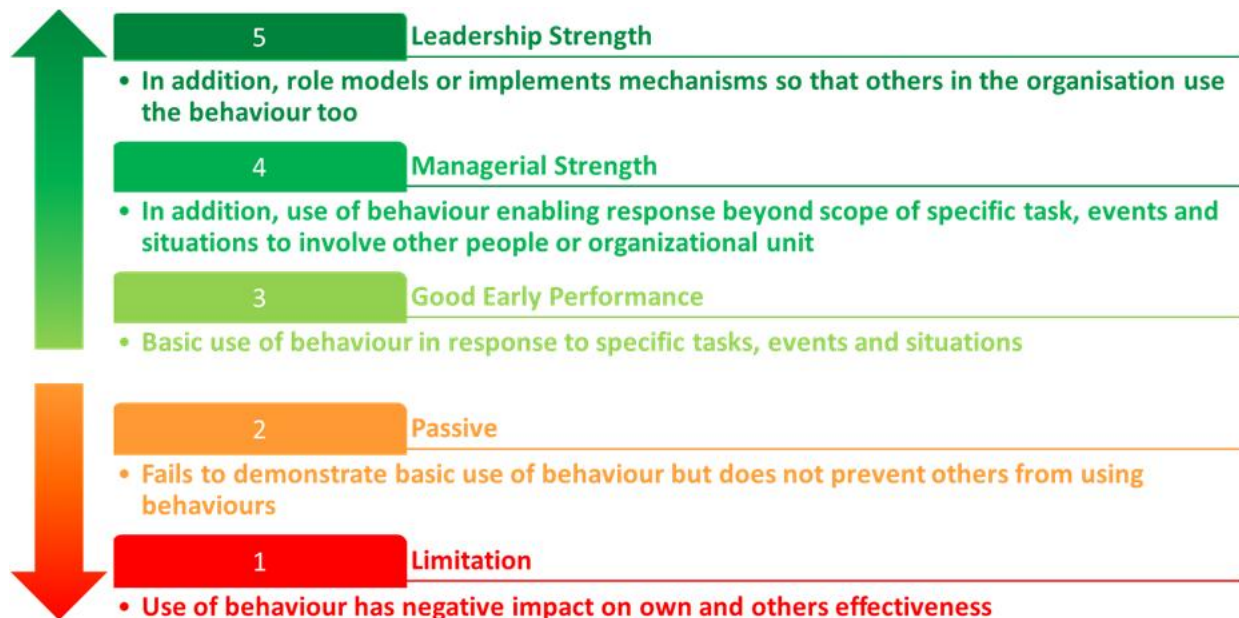 5 Leadership Strength
• In addition, role models or implements mechanisms so that others in the organisation use
the behaviour too
4 Managerial Strength
• In addition, use of behaviour enabling response beyond scope of specific task, events and
situations to involve other people or organizational unit
3 Good Early Performance
• Basic use of behaviour in response to specific tasks, events and situations
2 Passive
• Fails to demonstrate basic use of behaviour but does not prevent others from using
behaviours
1 Limitation
• Use of behaviour has negative impact on own and others effectiveness